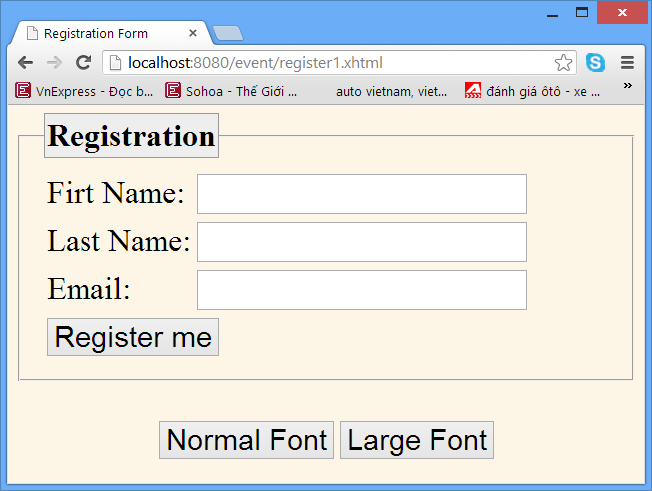 Registration Form
localhost:8080/event/register1.xhtml
VnExpress - Đọc b... Sohoa - Thế Giới ... auto vietnam, viet... đánh giá ôtô - xe ... »
Registration
Firt Name:
Last Name:
Email:
Register me
Normal Font Large Font